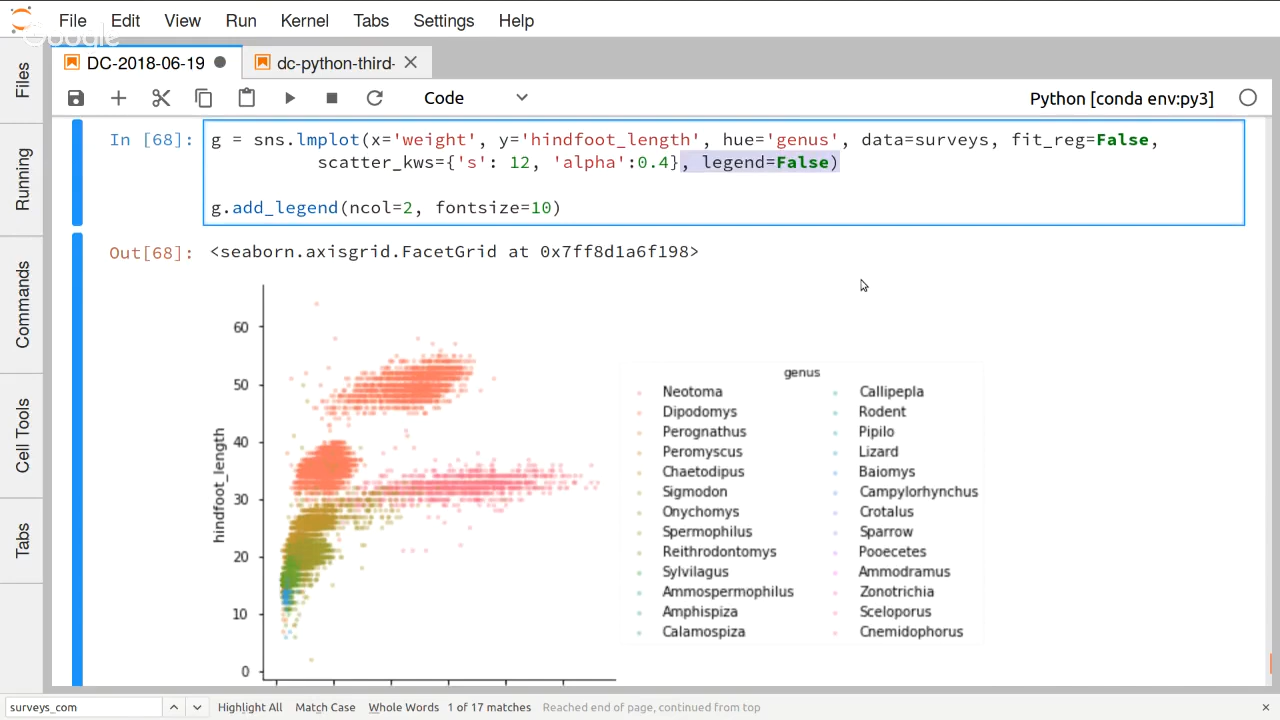 File Edit View Run Kernel Tabs Settings Help
Google
DC-2018-06-19
dc-python-third-
Code
Python [conda env:py3]
Files
Running
Commands
Cell Tools
Tabs
In [68]:
g = sns.lmplot(x='weight', y='hindfoot_length', hue='genus', data=surveys, fit_reg=False,
scatter_kws={'s': 12, 'alpha':0.4}, legend=False)
g.add_legend(ncol=2, fontsize=10)
Out[68]:
<seaborn.axisgrid.FacetGrid at 0x7ff8d1a6f198>
60
50
40
30
20
10
0
hindfoot_length
genus
Neotoma
Dipodomys
Perognathus
Peromyscus
Chaetodipus
Sigmodon
Onychomys
Spermophilus
Reithrodontomys
Sylvilagus
Ammospermophilus
Amphispiza
Calamospiza
Callipepla
Rodent
Pipilo
Lizard
Baiomys
Campylorhynchus
Crotalus
Sparrow
Pooecetes
Ammodramus
Zonotrichia
Sceloporus
Cnemidophorus
surveys_com
Highlight All Match Case Whole Words 1 of 17 matches Reached end of page, continued from top